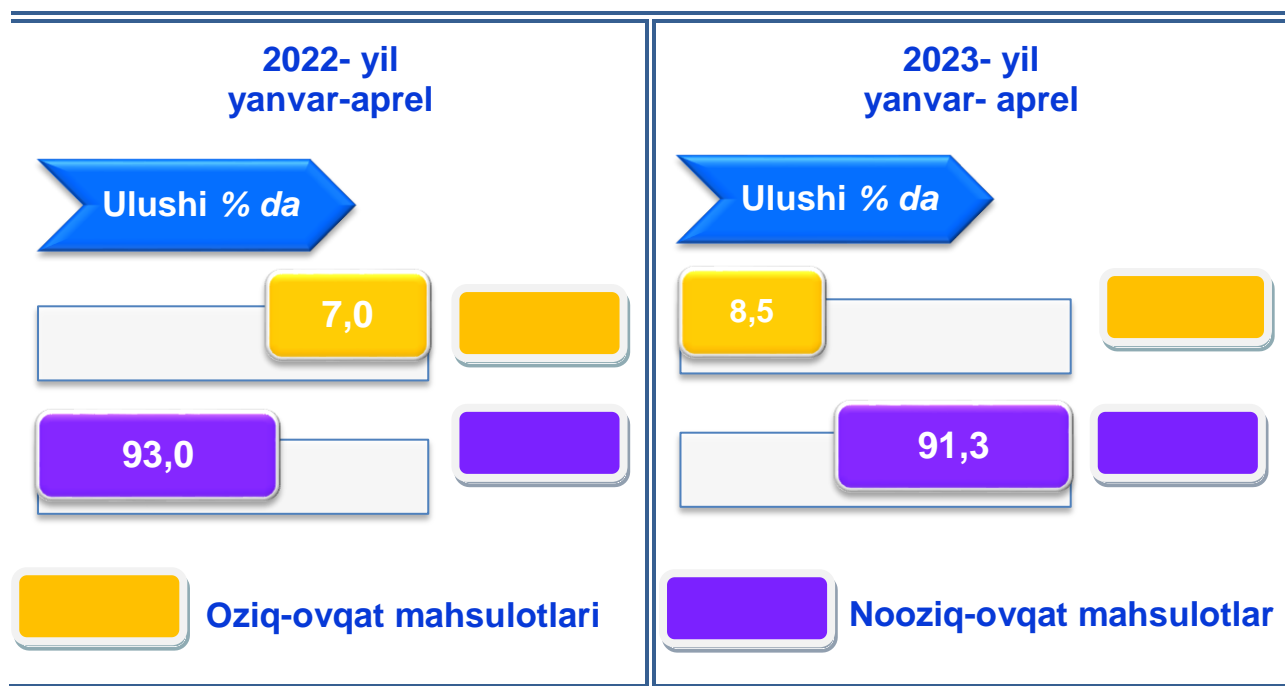 2022- yil
yanvar-aprel
Ulushi % da
7,0
93,0
Oziq-ovqat mahsulotlari
2023- yil
yanvar- aprel
Ulushi % da
8,5
91,3
Nooziq-ovqat mahsulotlar